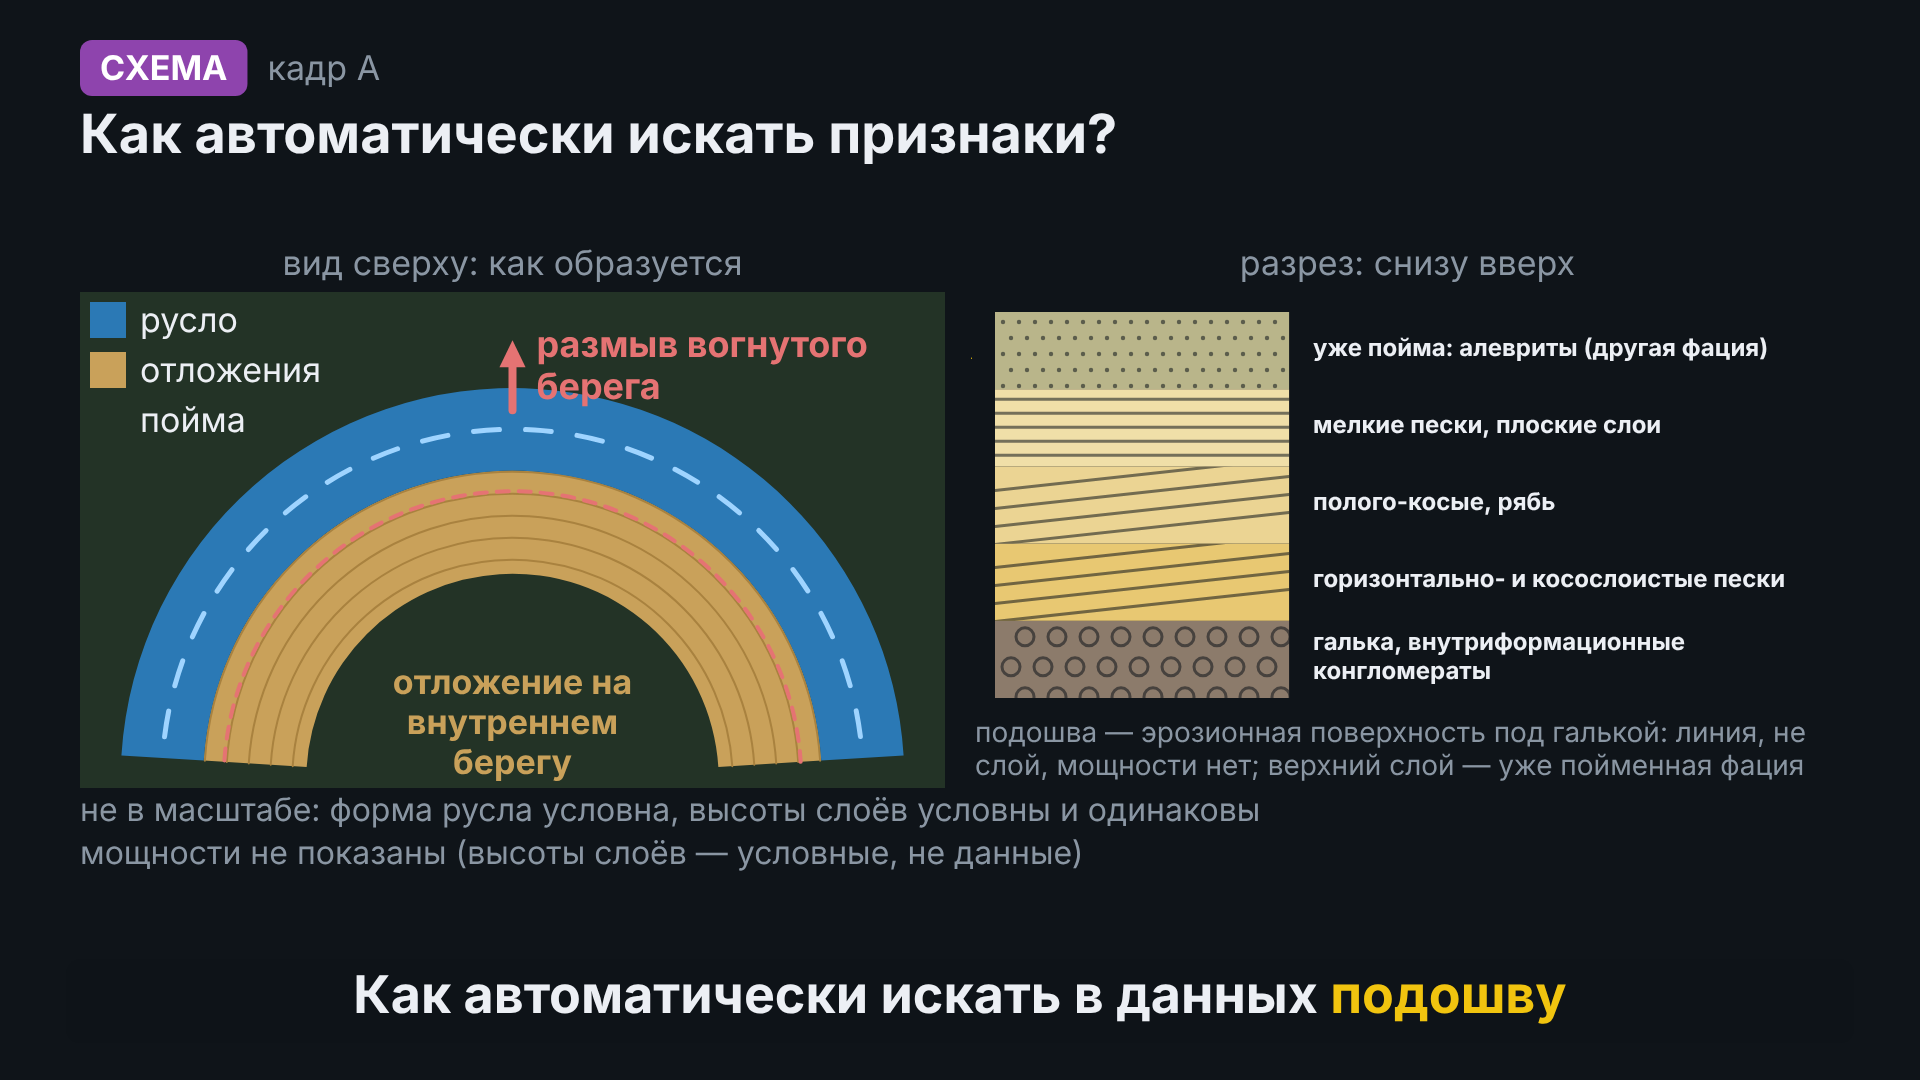 СХЕМА кадр А
Как автоматически искать признаки?
вид сверху: как образуется
русло
отложения
пойма
размыв вогнутого
берега
отложение на
внутреннем
берегу
разрез: снизу вверх
уже пойма: алевриты (другая фация)
мелкие пески, плоские слои
полого-косые, рябь
горизонтально- и косослоистые пески
галька, внутриформационные
конгломераты
подошва — эрозионная поверхность под галькой: линия, не
слой, мощности нет; верхний слой — уже пойменная фация
не в масштабе: форма русла условна, высоты слоёв условны и одинаковы
мощности не показаны (высоты слоёв — условные, не данные)
Как автоматически искать в данных подошву